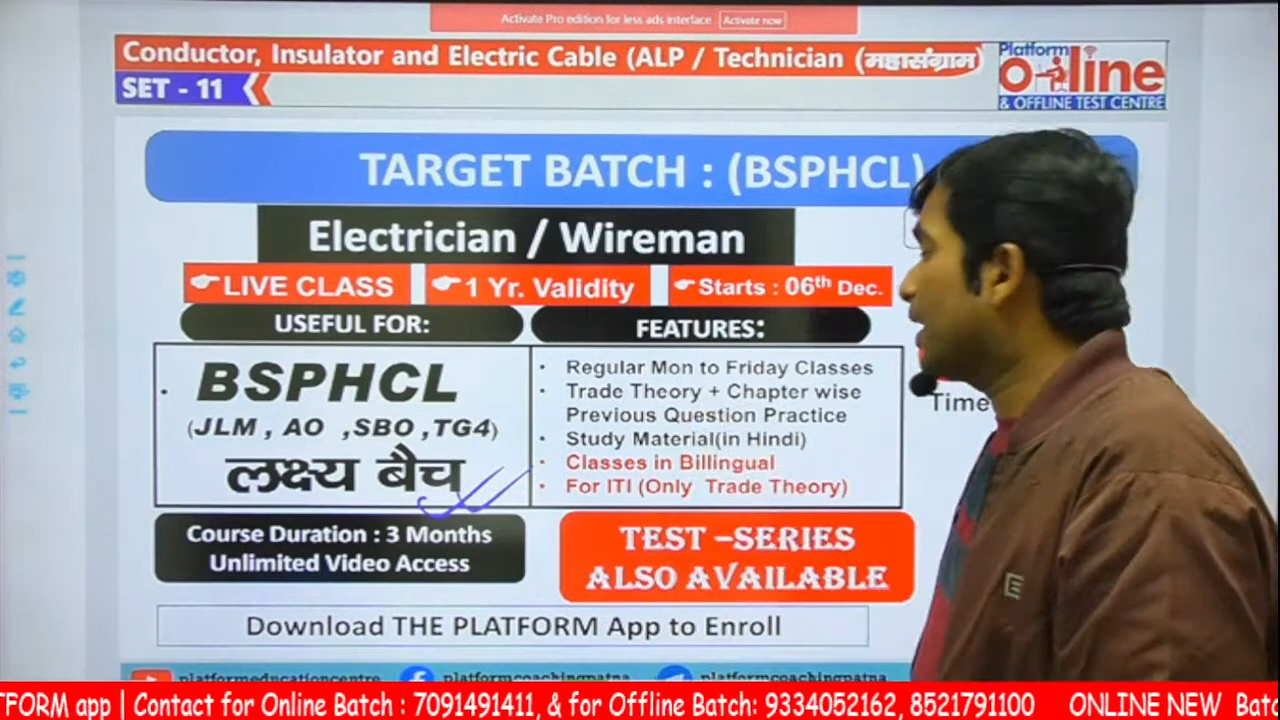 Activate Pro edition for less ads interface Activate now
Conductor, Insulator and Electric Cable (ALP / Technician (महासंग्राम)
SET - 11
Platform
Online
& OFFLINE TEST CENTRE
TARGET BATCH : (BSPHCL)
Electrician / Wireman
LIVE CLASS
1 Yr. Validity
Starts : 06th Dec.
USEFUL FOR:
BSPHCL
(JLM , AO ,SBO ,TG4)
लक्ष्य बैच
FEATURES:
Regular Mon to Friday Classes
Trade Theory + Chapter wise
Previous Question Practice
Study Material(in Hindi)
Classes in Billingual
For ITI (Only Trade Theory)
Time
Course Duration : 3 Months
Unlimited Video Access
TEST –SERIES
ALSO AVAILABLE
Download THE PLATFORM App to Enroll
platformeducationcentre
platformcoachingpatna
platformcoachingpatna
TFORM app | Contact for Online Batch : 7091491411, & for Offline Batch: 9334052162, 8521791100 ONLINE NEW Batc